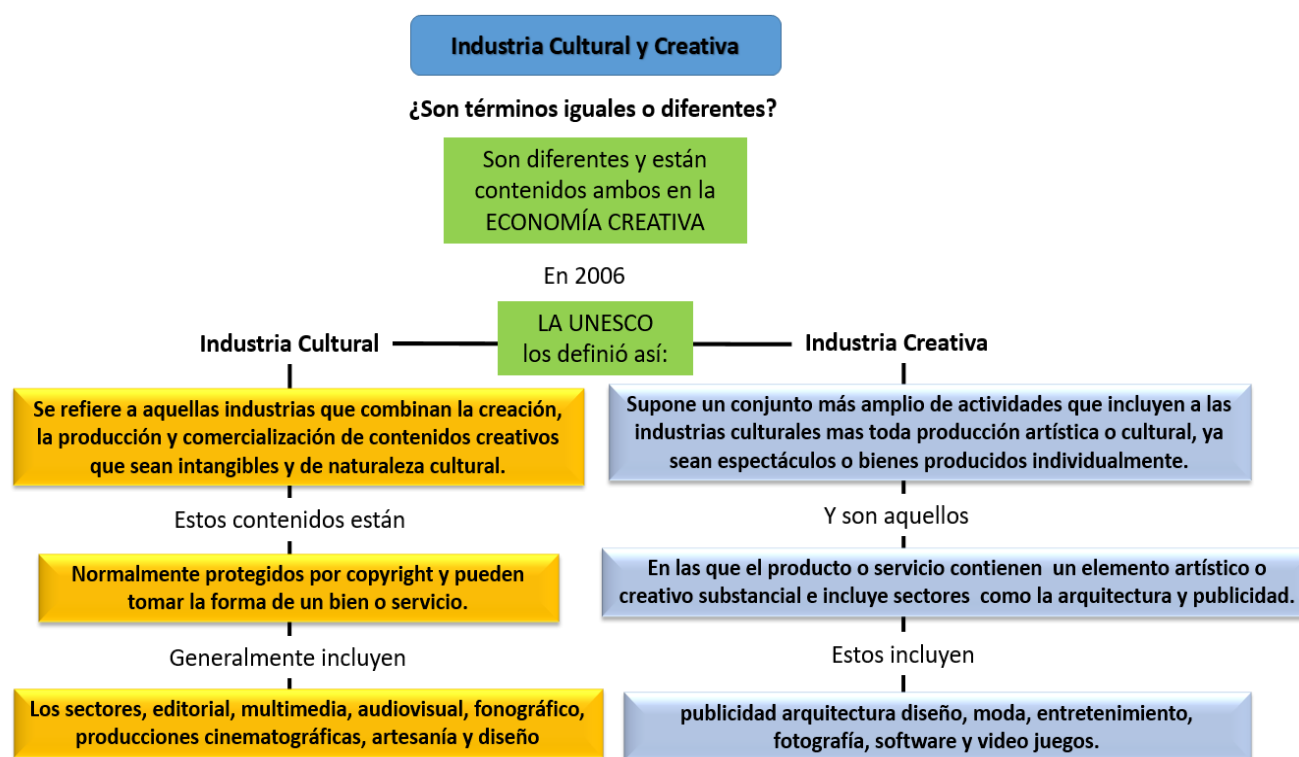 Industria Cultural y Creativa
¿Son términos iguales o diferentes?
Son diferentes y están
contenidos ambos en la
ECONOMÍA CREATIVA
En 2006
LA UNESCO
los definió así:
Industria Cultural
Se refiere a aquellas industrias que combinan la creación,
la producción y comercialización de contenidos creativos
que sean intangibles y de naturaleza cultural.
Estos contenidos están
Normalmente protegidos por copyright y pueden
tomar la forma de un bien o servicio.
Generalmente incluyen
Los sectores, editorial, multimedia, audiovisual, fonográfico,
producciones cinematográficas, artesanía y diseño
Industria Creativa
Supone un conjunto más amplio de actividades que incluyen a las
industrias culturales mas toda producción artística o cultural, ya
sean espectáculos o bienes producidos individualmente.
Y son aquellos
En las que el producto o servicio contienen un elemento artístico o
creativo substancial e incluye sectores como la arquitectura y publicidad.
Estos incluyen
publicidad arquitectura diseño, moda, entretenimiento,
fotografía, software y video juegos.